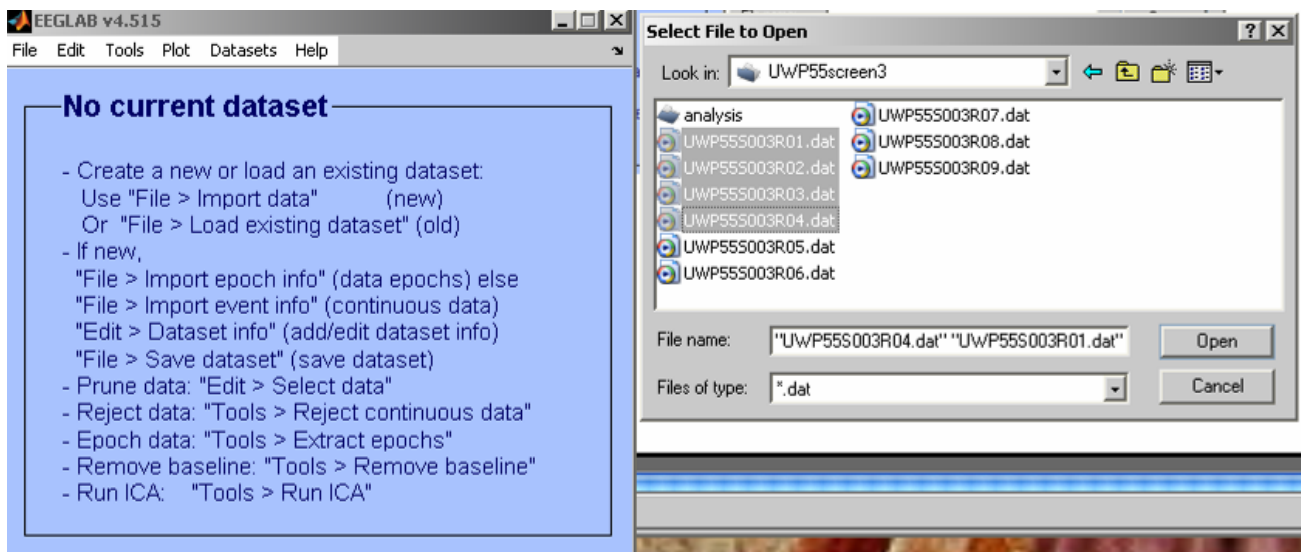 EEGLAB v4.515
File Edit Tools Plot Datasets Help
No current dataset
- Create a new or load an existing dataset:
Use "File > Import data" (new)
Or "File > Load existing dataset" (old)
- If new,
"File > Import epoch info" (data epochs) else
"File > Import event info" (continuous data)
"Edit > Dataset info" (add/edit dataset info)
"File > Save dataset" (save dataset)
- Prune data: "Edit > Select data"
- Reject data: "Tools > Reject continuous data"
- Epoch data: "Tools > Extract epochs"
- Remove baseline: "Tools > Remove baseline"
- Run ICA: "Tools > Run ICA"
Select File to Open
Look in: UWP55screen3
analysis
UWP55S003R01.dat
UWP55S003R02.dat
UWP55S003R03.dat
UWP55S003R04.dat
UWP55S003R05.dat
UWP55S003R06.dat
UWP55S003R07.dat
UWP55S003R08.dat
UWP55S003R09.dat
File name: "UWP55S003R04.dat" "UWP55S003R01.dat" Open
Files of type: *.dat Cancel